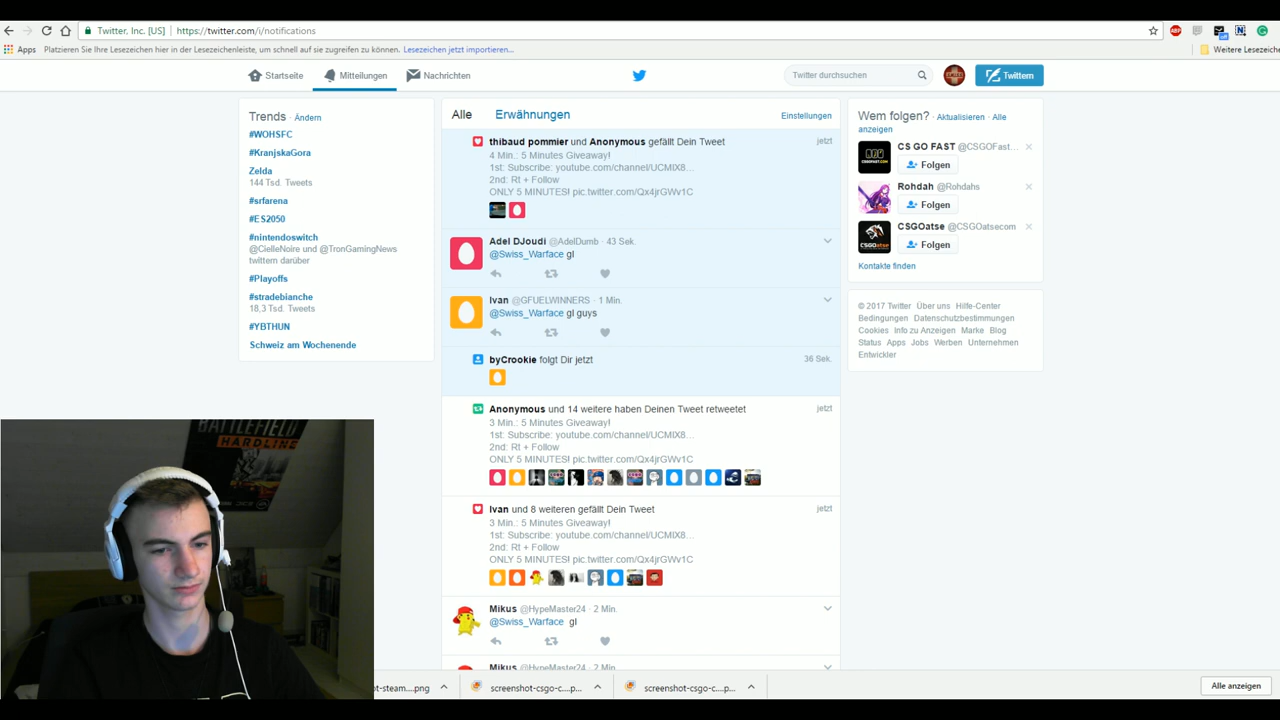 Twitter, Inc. [US]
https://twitter.com/i/notifications
Apps
Platzieren Sie Ihre Lesezeichen hier in der Lesezeichenleiste, um schnell auf sie zugreifen zu können.
Lesezeichen jetzt importieren...
Weitere Lesezeiche
Startseite
Mitteilungen
Nachrichten
Twitter durchsuchen
Twittern
Trends · Ändern
#WOHSFC
#KranjskaGora
Zelda
144 Tsd. Tweets
#srfarena
#ES2050
#nintendoswitch
@CielleNoire und @TronGamingNews
twittern darüber
#Playoffs
#stradebianche
18,3 Tsd. Tweets
#YBTHUN
Schweiz am Wochenende
Alle
Erwähnungen
Einstellungen
thibaud pommier und Anonymous gefällt Dein Tweet
jetzt
4 Min.: 5 Minutes Giveaway!
1st: Subscribe: youtube.com/channel/UCMIX8...
2nd: Rt + Follow
ONLY 5 MINUTES! pic.twitter.com/Qx4jrGWv1C
Adel DJoudi @AdelDumb · 43 Sek.
@Swiss_Warface gl
Ivan @GFUELWINNERS · 1 Min.
@Swiss_Warface gl guys
byCrookie folgt Dir jetzt
36 Sek.
Anonymous und 14 weitere haben Deinen Tweet retweetet
jetzt
3 Min.: 5 Minutes Giveaway!
1st: Subscribe: youtube.com/channel/UCMIX8...
2nd: Rt + Follow
ONLY 5 MINUTES! pic.twitter.com/Qx4jrGWv1C
Ivan und 8 weiteren gefällt Dein Tweet
jetzt
3 Min.: 5 Minutes Giveaway!
1st: Subscribe: youtube.com/channel/UCMIX8...
2nd: Rt + Follow
ONLY 5 MINUTES! pic.twitter.com/Qx4jrGWv1C
Mikus @HypeMaster24 · 2 Min.
@Swiss_Warface gl
Mikus @HypeMaster24 · 2 Min.
Wem folgen? · Aktualisieren · Alle
anzeigen
CS GO FAST @CSGOFast...
Folgen
Rohdah @Rohdahs
Folgen
CSGOatse @CSGOatsecom
Folgen
Kontakte finden
© 2017 Twitter Über uns Hilfe-Center
Bedingungen Datenschutzbestimmungen
Cookies Info zu Anzeigen Marke Blog
Status Apps Jobs Werben Unternehmen
Entwickler
BATTLEFIELD
HARDLINE
ot-steam....png
screenshot-csgo-c....p...
screenshot-csgo-c....p...
Alle anzeigen